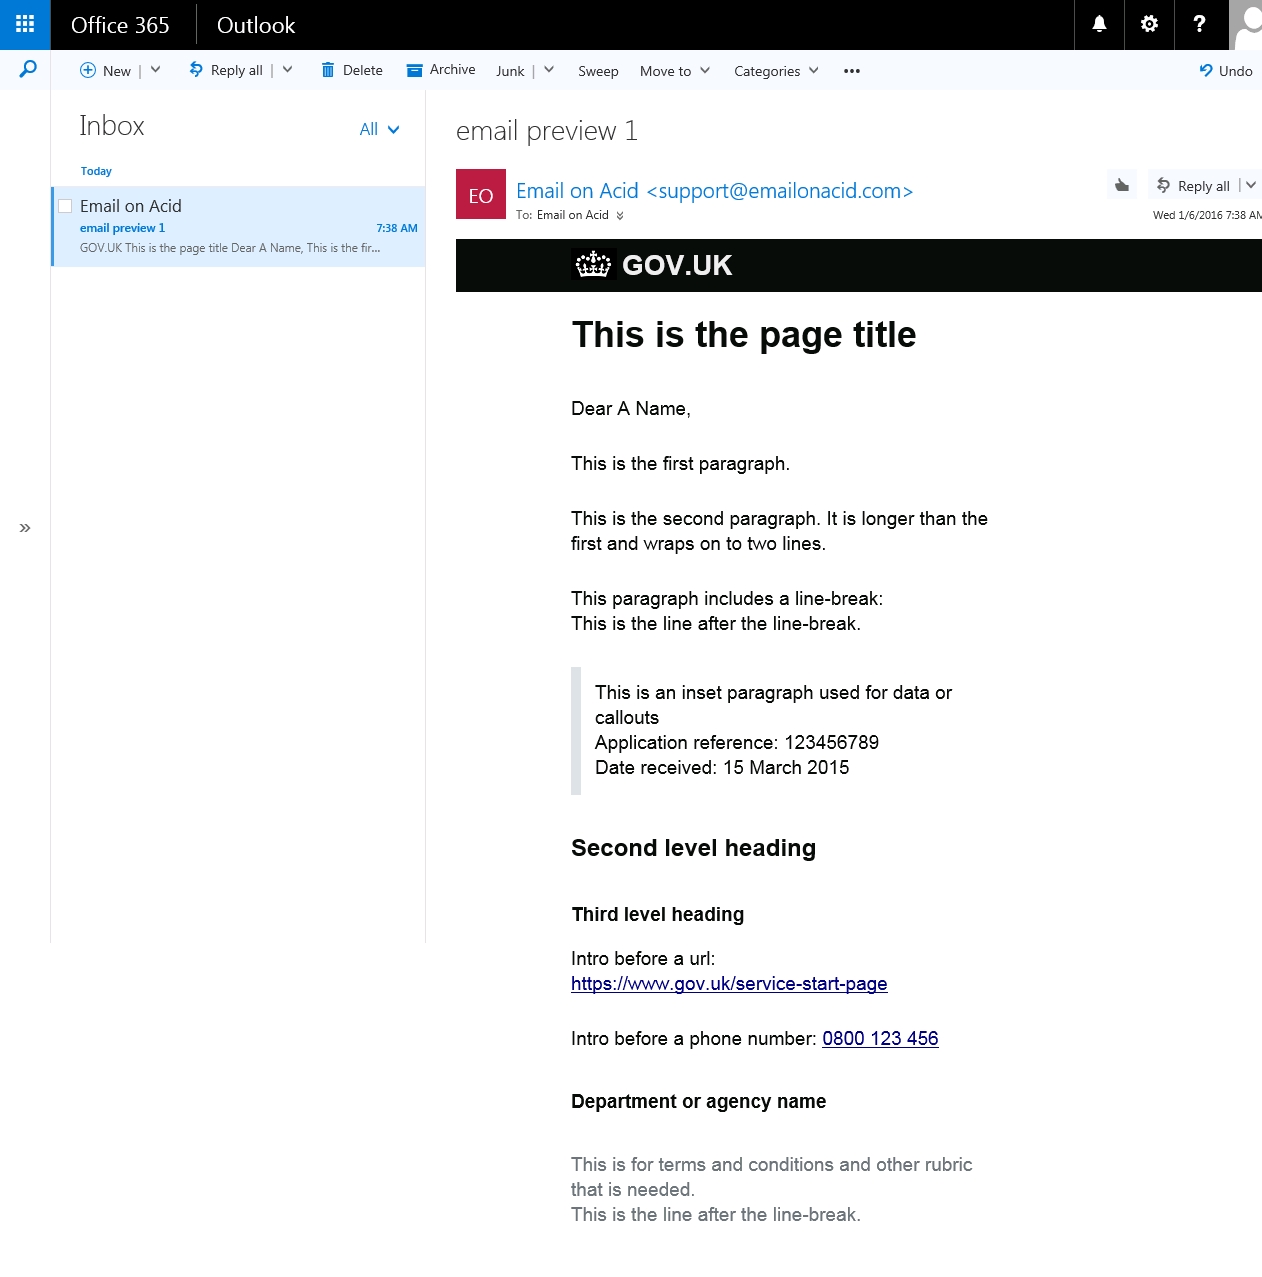 Office 365
Outlook
?
New
Reply all
Delete
Archive
Junk
Sweep
Move to
Categories
•••
Undo
Inbox
All
Today
Email on Acid
email preview 1
7:38 AM
GOV.UK This is the page title Dear A Name, This is the fir...
»
email preview 1
EO
Email on Acid <support@emailonacid.com>
To: Email on Acid
Reply all
Wed 1/6/2016 7:38 AM
GOV.UK
This is the page title
Dear A Name,
This is the first paragraph.
This is the second paragraph. It is longer than the
first and wraps on to two lines.
This paragraph includes a line-break:
This is the line after the line-break.
This is an inset paragraph used for data or
callouts
Application reference: 123456789
Date received: 15 March 2015
Second level heading
Third level heading
Intro before a url:
https://www.gov.uk/service-start-page
Intro before a phone number: 0800 123 456
Department or agency name
This is for terms and conditions and other rubric
that is needed.
This is the line after the line-break.